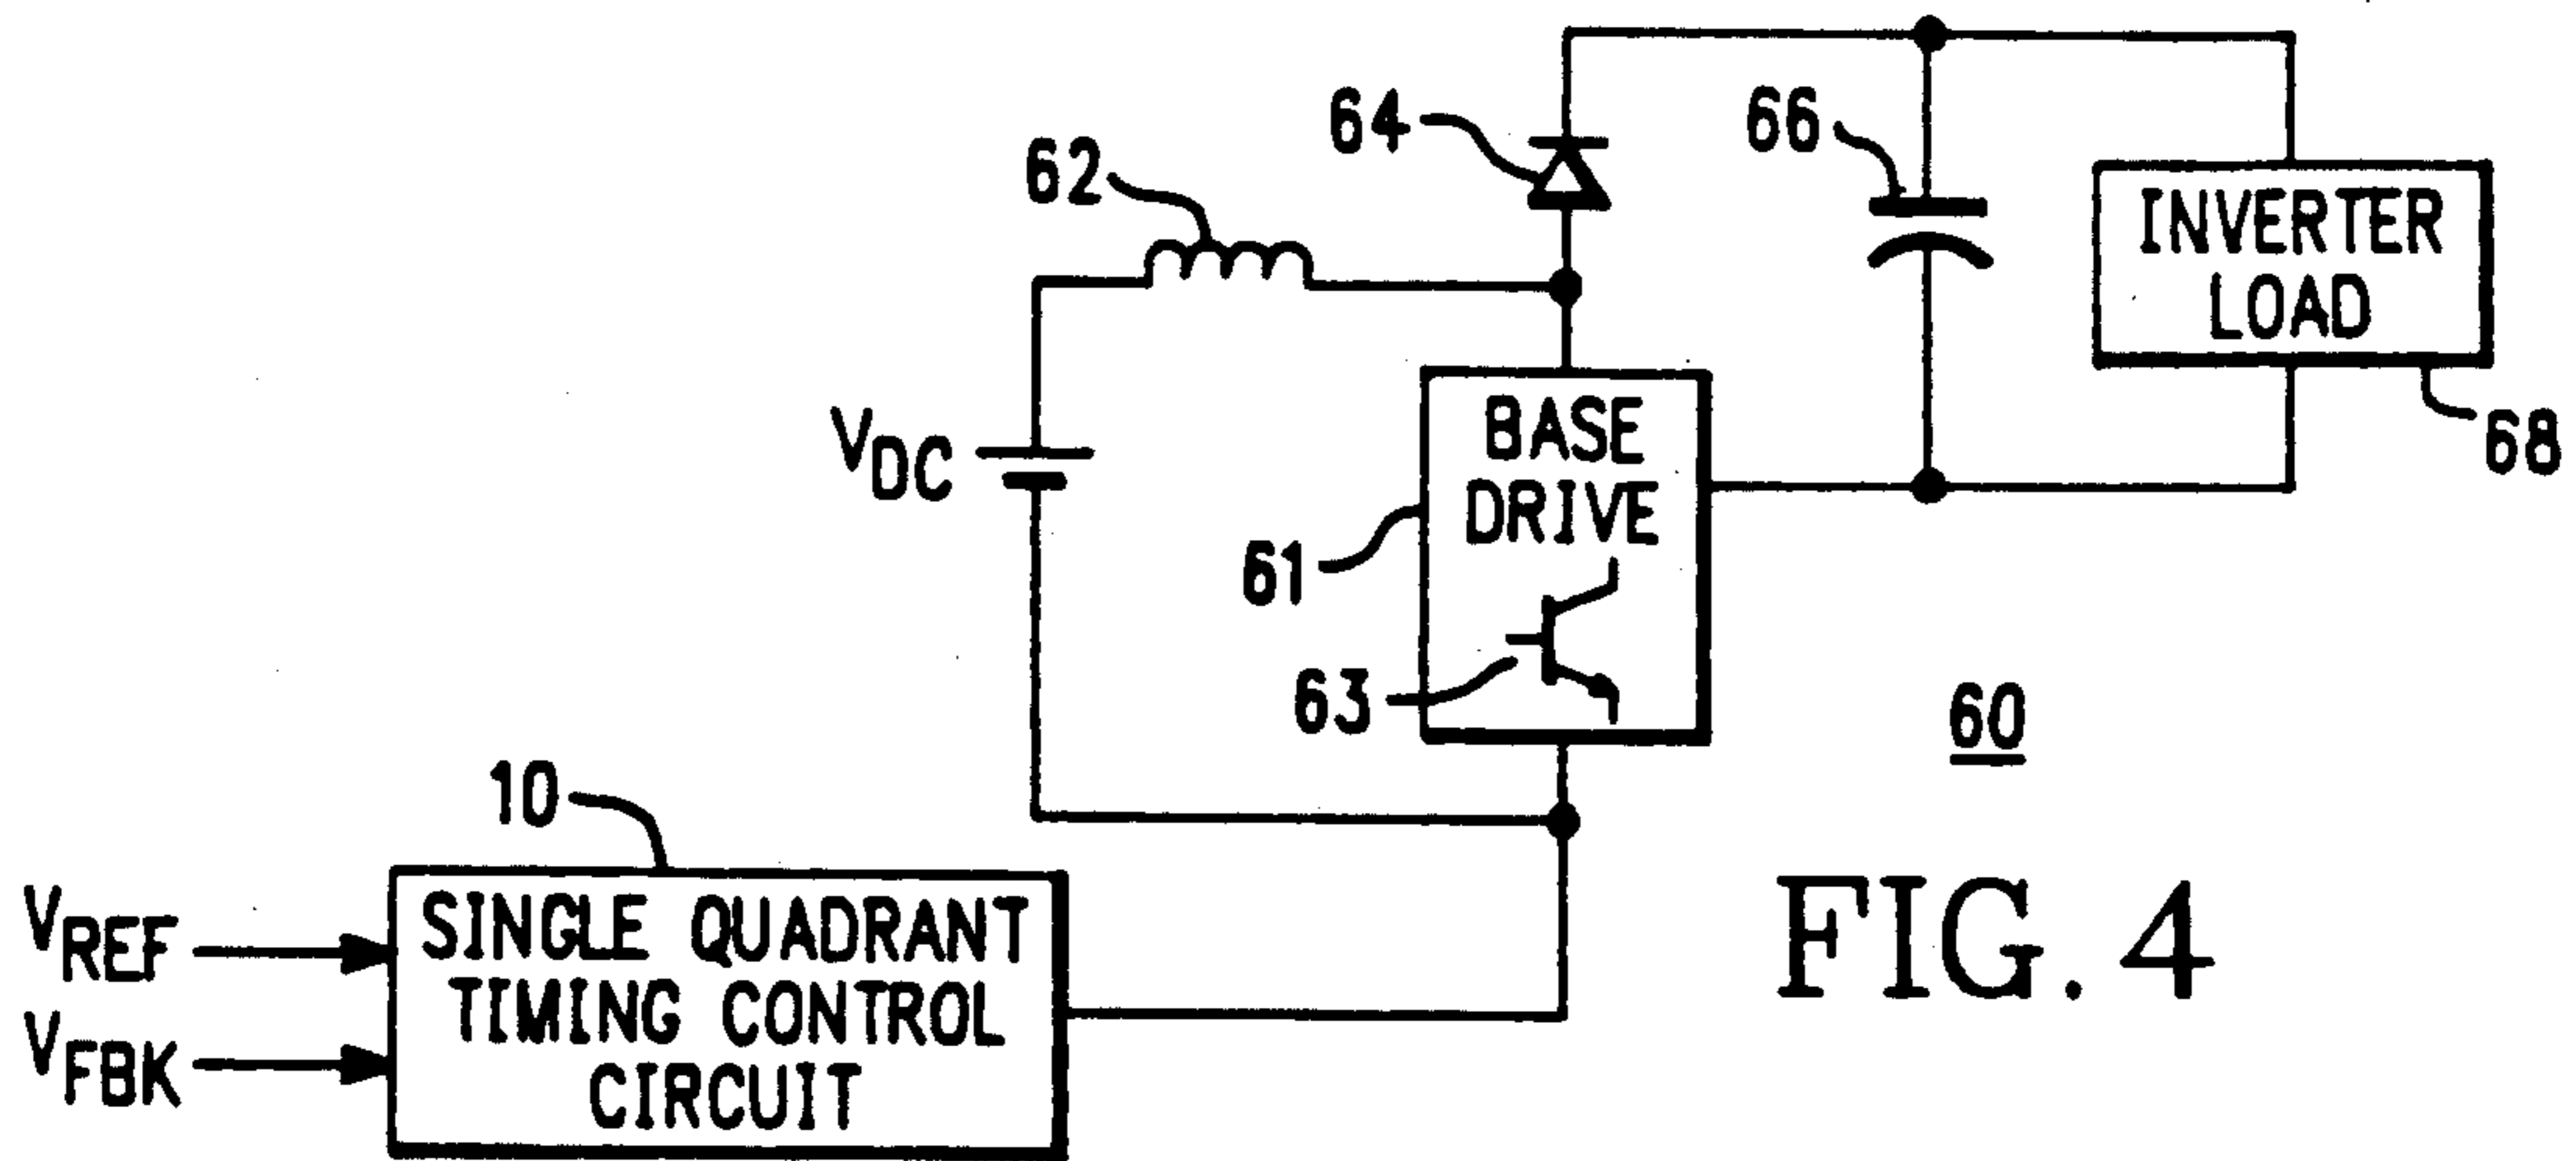 64
66
62
INVERTER
LOAD
68
V_DC
BASE
DRIVE
61
63
60
10
V_REF
V_FBK
SINGLE QUADRANT
TIMING CONTROL
CIRCUIT
FIG. 4